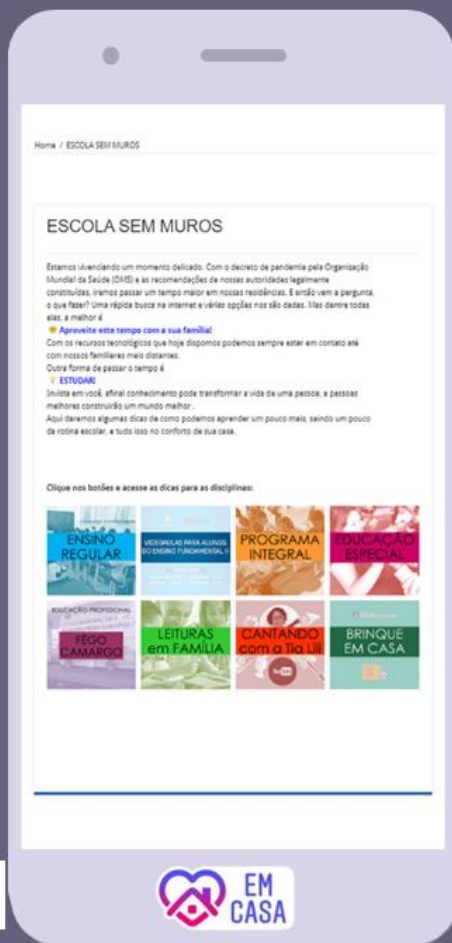 Home / ESCOLA SEM MUROS
ESCOLA SEM MUROS
Estamos vivenciando um momento delicado. Com o decreto de pandemia pela Organização
Mundial da Saúde (OMS) e as recomendações de nossas autoridades legalmente
constituídas, iremos passar um tempo maior em nossas residências. E então vem a pergunta,
o que fazer? Uma rápida busca na internet e várias opções nos são dadas. Mas dentre todas
elas, a melhor é
Aproveite este tempo com a sua família!
Com os recursos tecnológicos que hoje dispomos podemos sempre estar em contato até
com nossos familiares mais distantes.
Outra forma de passar o tempo é
ESTUDAR!
Invista em você, afinal conhecimento pode transformar a vida de uma pessoa, e pessoas
melhores construirão um mundo melhor .
Aqui daremos algumas dicas de como podemos aprender um pouco mais, saindo um pouco
da rotina escolar, e tudo isso no conforto de sua casa.
Clique nos botões e acesse as dicas para as disciplinas:
ENSINO
REGULAR
VIDEOAULAS PARA ALUNOS
DO ENSINO FUNDAMENTAL II
PROGRAMA
INTEGRAL
EDUCAÇÃO
ESPECIAL
EDUCAÇÃO PROFISSIONAL
FÊGO
CAMARGO
LEITURAS
em FAMÍLIA
CANTANDO
com a Tia Lili
BRINQUE
EM CASA
EM
CASA